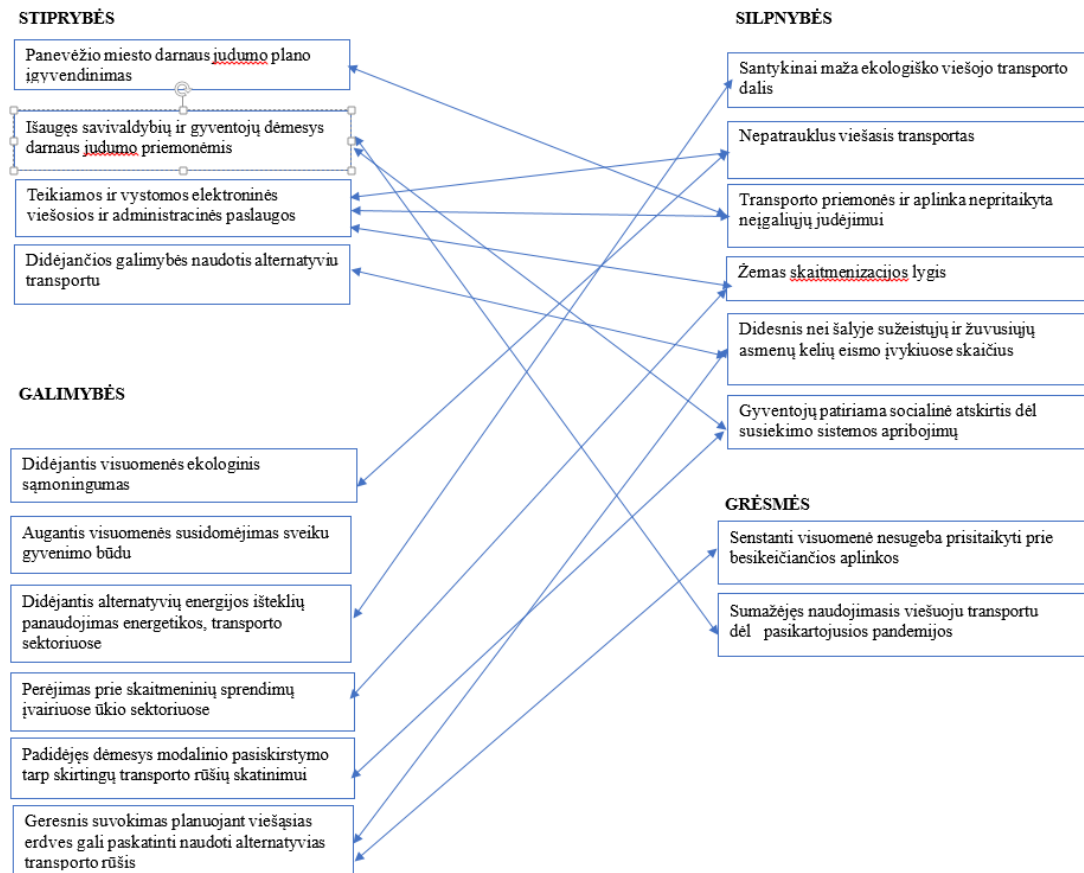 STIPRYBĖS
Panevėžio miesto darnaus judumo plano
įgyvendinimas
Išaugęs savivaldybių ir gyventojų dėmesys
darnaus judumo priemonėmis
Teikiamos ir vystomos elektroninės
viešosios ir administracinės paslaugos
Didėjančios galimybės naudotis alternatyviu
transportu
GALIMYBĖS
Didėjantis visuomenės ekologinis
sąmoningumas
Augantis visuomenės susidomėjimas sveiku
gyvenimo būdu
Didėjantis alternatyvių energijos išteklių
panaudojimas energetikos, transporto
sektoriuose
Perėjimas prie skaitmeninių sprendimų
įvairiuose ūkio sektoriuose
Padidėjęs dėmesys modalinio pasiskirstymo
tarp skirtingų transporto rūšių skatinimui
Geresnis suvokimas planuojant viešąsias
erdves gali paskatinti naudoti alternatyvias
transporto rūšis
SILPNYBĖS
Santykinai maža ekologiško viešojo transporto
dalis
Nepatrauklus viešasis transportas
Transporto priemonės ir aplinka nepritaikyta
neįgaliųjų judėjimui
Žemas skaitmenizacijos lygis
Didesnis nei šalyje sužeistųjų ir žuvusiųjų
asmenų kelių eismo įvykiuose skaičius
Gyventojų patiriama socialinė atskirtis dėl
susiekimo sistemos apribojimų
GRĖSMĖS
Senstanti visuomenė nesugeba prisitaikyti prie
besikeičiančios aplinkos
Sumažėjęs naudojimasis viešuoju transportu
dėl pasikartojusios pandemijos